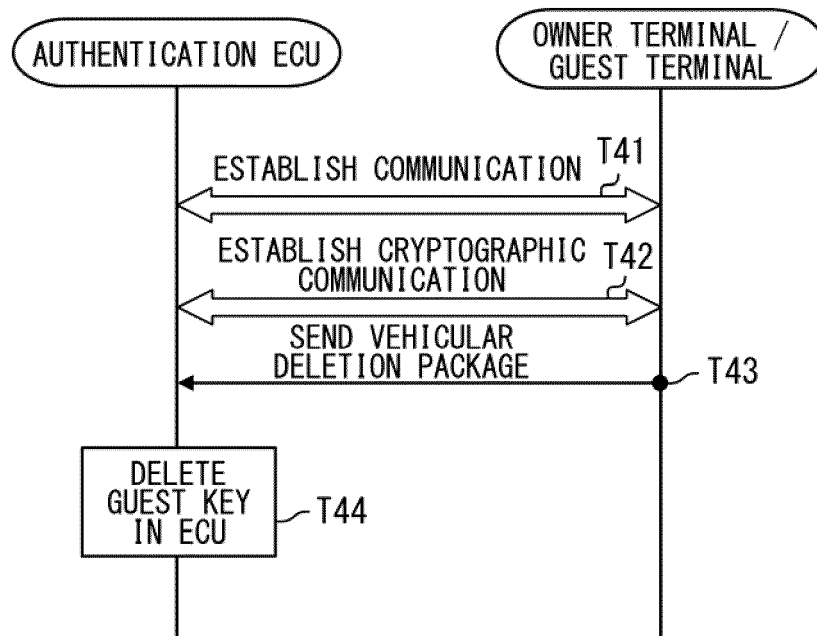 AUTHENTICATION ECU
OWNER TERMINAL /
GUEST TERMINAL
ESTABLISH COMMUNICATION
T41
ESTABLISH CRYPTOGRAPHIC
COMMUNICATION
T42
SEND VEHICULAR
DELETION PACKAGE
T43
DELETE
GUEST KEY
IN ECU
T44